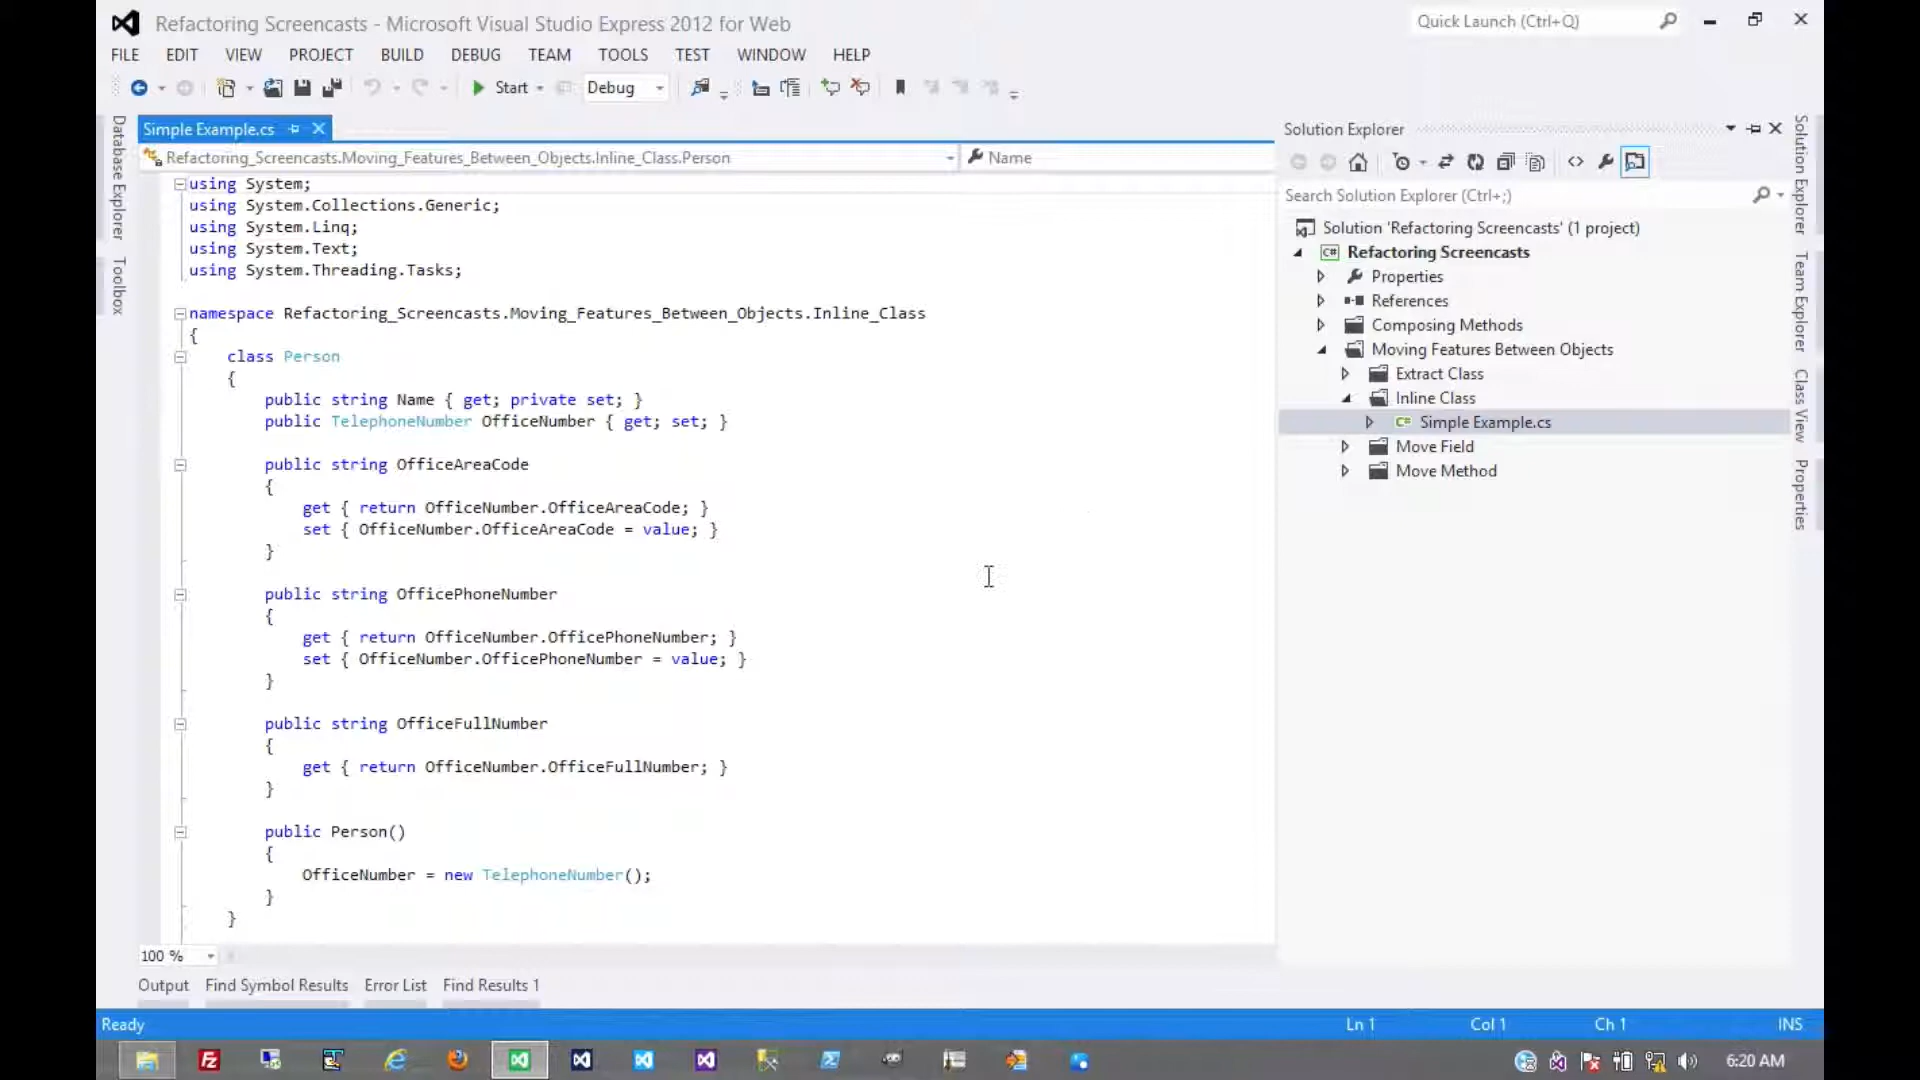 Refactoring Screencasts - Microsoft Visual Studio Express 2012 for Web
Quick Launch (Ctrl+Q)
FILE EDIT VIEW PROJECT BUILD DEBUG TEAM TOOLS TEST WINDOW HELP
Start Debug
Database Explorer
Toolbox
Simple Example.cs
Refactoring_Screencasts.Moving_Features_Between_Objects.Inline_Class.Person
Name
using System;
using System.Collections.Generic;
using System.Linq;
using System.Text;
using System.Threading.Tasks;
namespace Refactoring_Screencasts.Moving_Features_Between_Objects.Inline_Class
{
class Person
{
public string Name { get; private set; }
public TelephoneNumber OfficeNumber { get; set; }
public string OfficeAreaCode
{
get { return OfficeNumber.OfficeAreaCode; }
set { OfficeNumber.OfficeAreaCode = value; }
}
public string OfficePhoneNumber
{
get { return OfficeNumber.OfficePhoneNumber; }
set { OfficeNumber.OfficePhoneNumber = value; }
}
public string OfficeFullNumber
{
get { return OfficeNumber.OfficeFullNumber; }
}
public Person()
{
OfficeNumber = new TelephoneNumber();
}
}
100 %
Output Find Symbol Results Error List Find Results 1
Solution Explorer
Search Solution Explorer (Ctrl+;)
Solution 'Refactoring Screencasts' (1 project)
C# Refactoring Screencasts
Properties
References
Composing Methods
Moving Features Between Objects
Extract Class
Inline Class
C# Simple Example.cs
Move Field
Move Method
Solution Explorer
Team Explorer
Class View
Properties
Ready Ln 1 Col 1 Ch 1 INS
6:20 AM